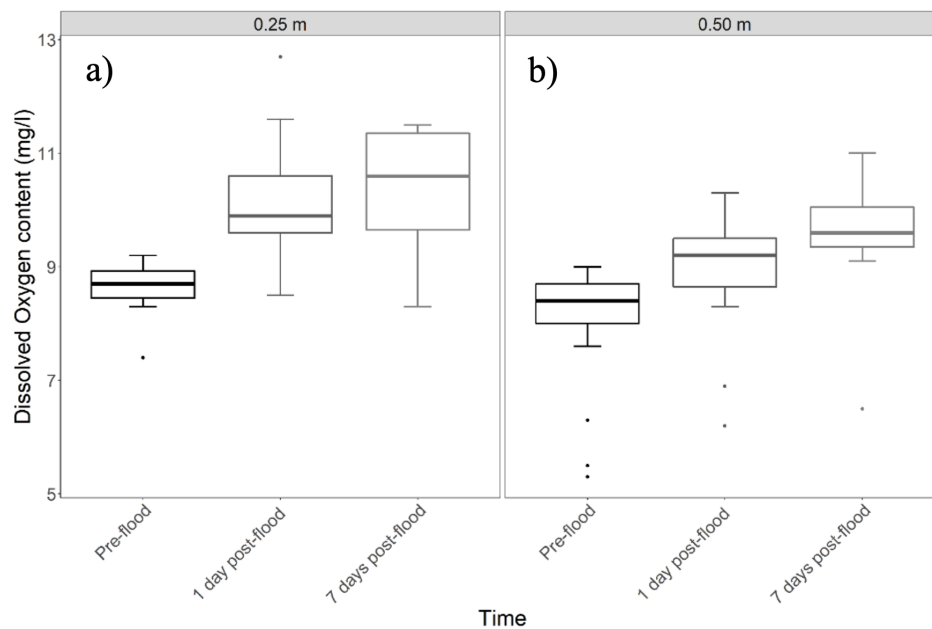 0.25 m
0.50 m
a)
b)
Dissolved Oxygen content (mg/l)
13
11
9
7
5
Pre-flood
1 day post-flood
7 days post-flood
Pre-flood
1 day post-flood
7 days post-flood
Time